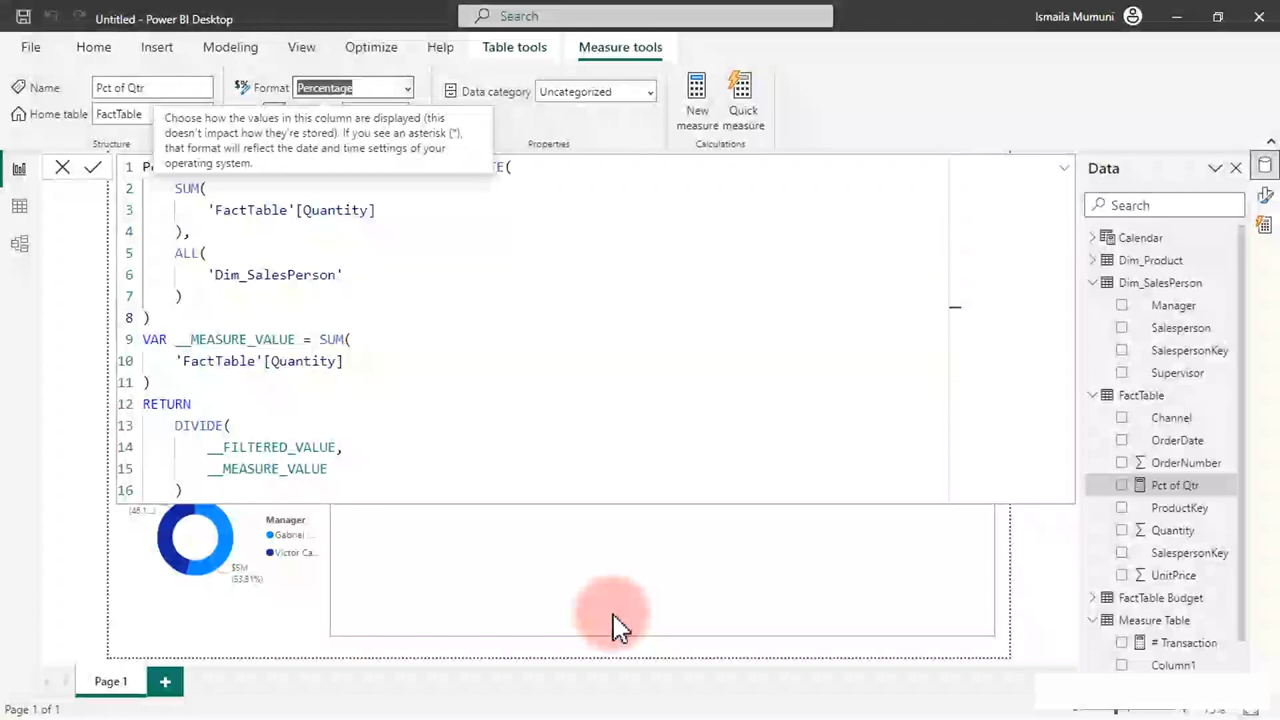 Untitled - Power BI Desktop
Search
Ismaila Mumuni
File
Home
Insert
Modeling
View
Optimize
Help
Table tools
Measure tools
Name
Pct of Qtr
Format
Percentage
Data category
Uncategorized
New measure
Quick measure
Home table
FactTable
Structure
Properties
Calculations
Choose how the values in this column are displayed (this
doesn't impact how they're stored). If you see an asterisk (*),
that format will reflect the date and time settings of your
operating system.
1
2 SUM(
3 'FactTable'[Quantity]
4 ),
5 ALL(
6 'Dim_SalesPerson'
7 )
8 )
9 VAR __MEASURE_VALUE = SUM(
10 'FactTable'[Quantity]
11 )
12 RETURN
13 DIVIDE(
14 __FILTERED_VALUE,
15 __MEASURE_VALUE
16 )
Manager
Gabriel ...
Victor Ca...
$5M
(53.81%)
Data
Search
Calendar
Dim_Product
Dim_SalesPerson
Manager
Salesperson
SalespersonKey
Supervisor
FactTable
Channel
OrderDate
OrderNumber
Pct of Qtr
ProductKey
Quantity
SalespersonKey
UnitPrice
FactTable Budget
Measure Table
# Transaction
Column1
Page 1
Page 1 of 1